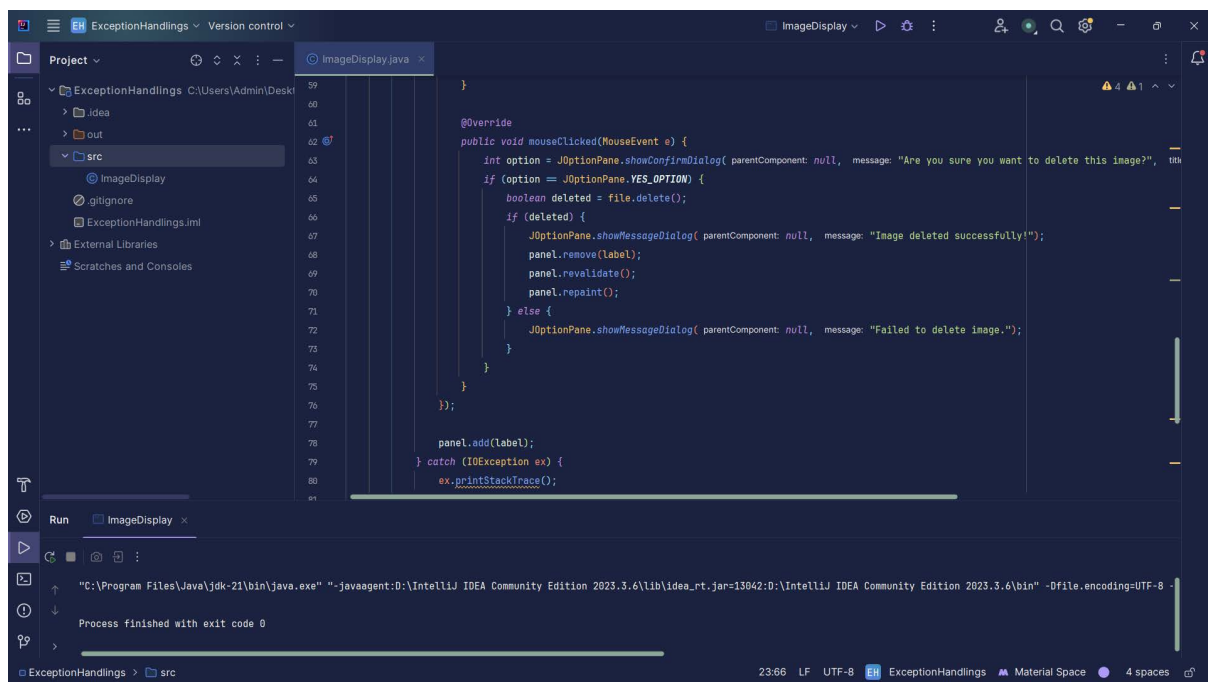 EH ExceptionHandlings Version control ImageDisplay
Project
ImageDisplay.java
ExceptionHandlings C:\Users\Admin\Deskt
.idea
out
src
ImageDisplay
.gitignore
ExceptionHandlings.iml
External Libraries
Scratches and Consoles
4 1
59 }
60
61 @Override
62 public void mouseClicked(MouseEvent e) {
63 int option = JOptionPane.showConfirmDialog( parentComponent: null, message: "Are you sure you want to delete this image?", title
64 if (option == JOptionPane.YES_OPTION) {
65 boolean deleted = file.delete();
66 if (deleted) {
67 JOptionPane.showMessageDialog( parentComponent: null, message: "Image deleted successfully!");
68 panel.remove(label);
69 panel.revalidate();
70 panel.repaint();
71 } else {
72 JOptionPane.showMessageDialog( parentComponent: null, message: "Failed to delete image.");
73 }
74 }
75 }
76 });
77
78 panel.add(label);
79 } catch (IOException ex) {
80 ex.printStackTrace();
81
Run ImageDisplay
"C:\Program Files\Java\jdk-21\bin\java.exe" "-javaagent:D:\IntelliJ IDEA Community Edition 2023.3.6\lib\idea_rt.jar=13042:D:\IntelliJ IDEA Community Edition 2023.3.6\bin" -Dfile.encoding=UTF-8 -
Process finished with exit code 0
ExceptionHandlings > src 23:66 LF UTF-8 EH ExceptionHandlings Material Space 4 spaces